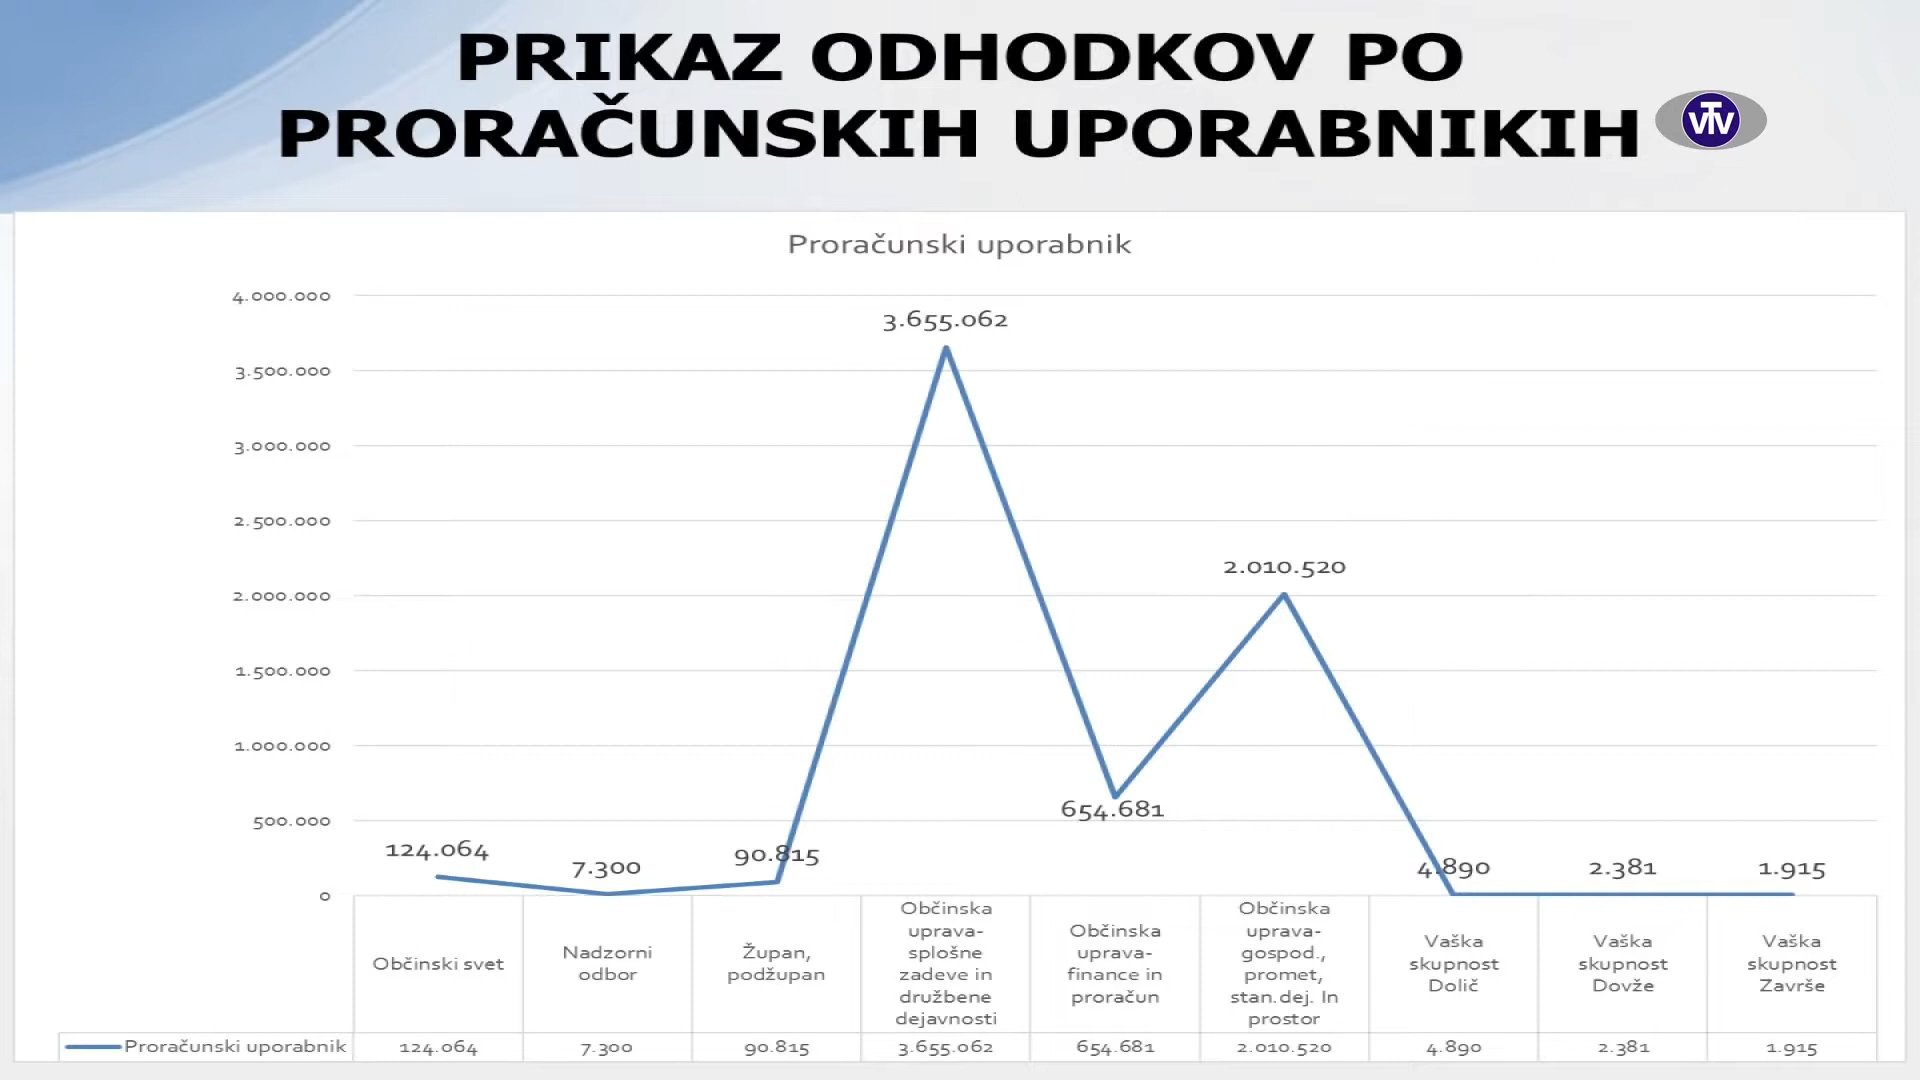 PRIKAZ ODHODKOV PO
PRORAČUNSKIH UPORABNIKIH
VTV
Proračunski uporabnik
4.000.000
3.500.000
3.000.000
2.500.000
2.000.000
1.500.000
1.000.000
500.000
0
124.064
7.300
90.815
3.655.062
654.681
2.010.520
4.890
2.381
1.915
Občinski svet
Nadzorni
odbor
Župan,
podžupan
Občinska
uprava-
splošne
zadeve in
družbene
dejavnosti
Občinska
uprava-
finance in
proračun
Občinska
uprava-
gospod.,
promet,
stan.dej. In
prostor
Vaška
skupnost
Dolič
Vaška
skupnost
Dovže
Vaška
skupnost
Završe
Proračunski uporabnik 124.064 7.300 90.815 3.655.062 654.681 2.010.520 4.890 2.381 1.915